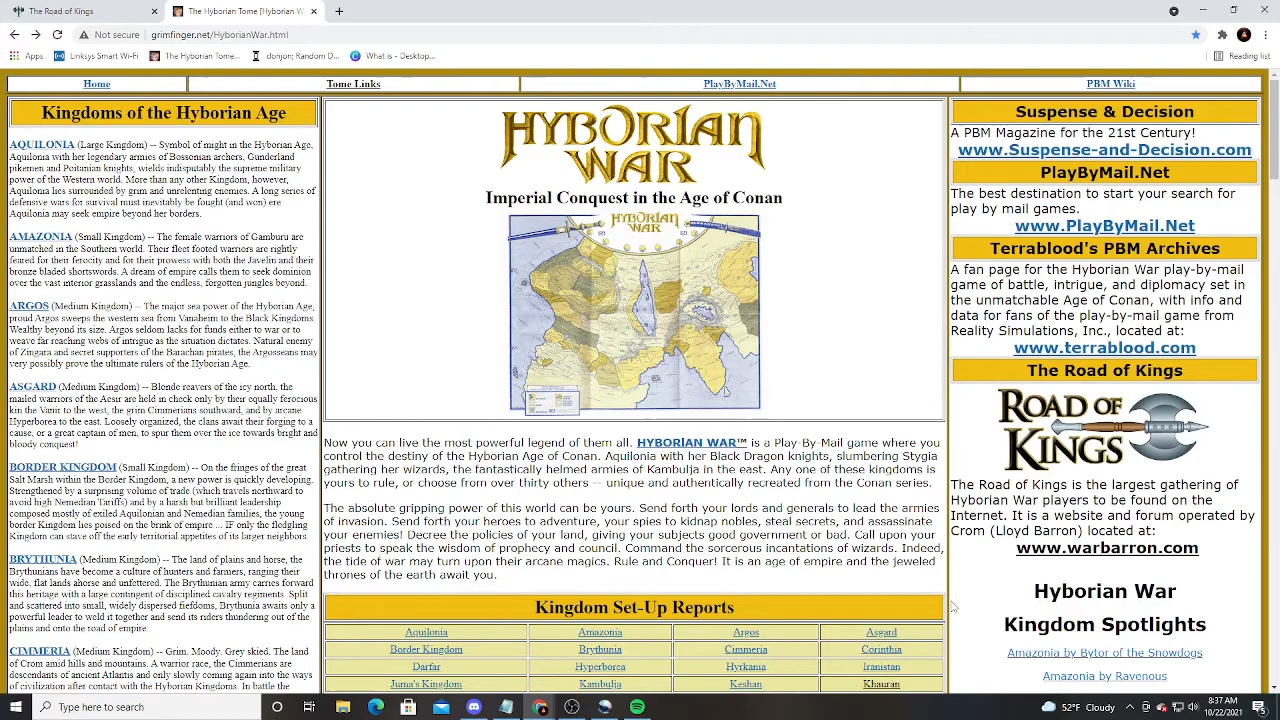 The Road of Kings
The Tome [Hyborian W
Not secure
grimfinger.net/HyborianWar.html
Apps
Linksys Smart Wi-Fi
The Hyborian Tome...
donjon; Random D...
What is - Desktop...
Reading list
Home
Tome Links
PlayByMail.Net
PBM Wiki
Kingdoms of the Hyborian Age
AQUILONIA (Large Kingdom) -- Symbol of might in the Hyborian Age,
Aquilonia with her legendary armies of Bossonian archers, Gunderland
pikemen and Poitanian knights, wields indisputably the supreme military
power of the Western World. More than any other Kingdom, however,
Aquilonia lies surrounded by grim and unrelenting foes. A long series of
defensive wars for survival must inevitably be fought (and won) ere
Aquilonia may seek empire beyond her borders.
AMAZONIA (Small Kingdom) -- The female warriors of Gamburu are
unmatched in the Southern world. Their fleet footed warriors are rightly
feared for their ferocity and for their prowess with both the Javelin and their
bronze bladed shortswords. A dream of empire calls them to seek dominion
over the vast interior grasslands and the endless, forgotten jungles beyond.
ARGOS (Medium Kingdom) -- The major sea power of the Hyborian Age,
proud Argos sweeps the western sea from Vanaheim to the Black Kingdoms.
Wealthy beyond its size. Argos seldom lacks for funds either to war or to
weave far reaching webs of intrigue as the situation dictates. Natural enemy
of Zingara and secret supporters of the Barachan pirates, the Argosseans may
very possibly prove the ultimate rulers of the Hyborian Age.
ASGARD (Medium Kingdom) -- Blonde reavers of the icy north, the
mailed warriors of the Aesir are held in check only by their equally ferocious
kin the Vanir to the west, the grim Cimmerians southward, and by arcane
Hyperborea to the east. Loosely organized, the clans await their forging to a
cause, or a great captain of men, to spur them over the ice towards bright and
bloody conquest!
BORDER KINGDOM (Small Kingdom) -- On the fringes of the great
Salt Marsh within the Border Kingdom, a new power is quickly developing.
Strengthened by a surprising volume of trade (which travels northward to
avoid high Nemedian Tariffs) and by a small but brilliant leadership
composed mostly of exiled Aquilonian and Nemedian families, the young
border Kingdom lies poised on the brink of empire ... IF only the fledgling
Kingdom can stave off the early territorial appetites of its larger neighbors.
BRYTHUNIA (Medium Kingdom) -- The land of plains and horse, the
Brythunians have become a culture of hunters and farmers, ranging their
wide, flat lands ahorse and unfettered. The Brythunian army carries forward
this heritage with a large contingent of disciplined cavalry regiments. Split
and scattered into small, widely dispersed fiefdoms, Brythunia awaits only a
powerful leader to weld it together and send its riders thundering out of the
plains and onto the road of empire.
CIMMERIA (Medium Kingdom) -- Grim. Moody. Grey skied. The land
of Crom amid hills and mountains. A warrior race, the Cimmerians are
descendants of ancient Atlantis and only slowly coming again into the ways
of civilization after contact with the Hyborian Kingdoms. In battle the
HYBORIAN
WAR
Imperial Conquest in the Age of Conan
HYBORIAN
WAR
Now you can live the most powerful legend of them all. HYBORIAN WAR™ is a Play-By-Mail game where you
control the destiny of the Hyborian Age of Conan. Aquilonia with her Black Dragon knights, slumbering Stygia
gathering her wizards, the fantastically helmed armies of Kambulja in the east. Any one of these kingdoms is
yours to rule, or choose from over thirty others -- unique and authentically recreated from the Conan series.
The absolute gripping power of this world can be yours. Send forth your lords and generals to lead the armies
of invasion. Send forth your heroes to adventure, your spies to kidnap nobles, steal secrets, and assassinate
your enemies! Decree the policies of your land, giving your subjects good government or bad. Call upon your
priests to speak the wisdom of prophecy and council. Command the sorcerous incantations of wizards. Indeed,
the tide of war may turn upon their arcane magics. Rule and Conquer! It is an age of empire and the jeweled
thrones of the earth await you.
Kingdom Set-Up Reports
Aquilonia Amazonia Argos Asgard
Border Kingdom Brythunia Cimmeria Corinthia
Darfar Hyperborea Hyrkania Iranistan
Juma's Kingdom Kambulja Keshan Khauran
Suspense & Decision
A PBM Magazine for the 21st Century!
www.Suspense-and-Decision.com
PlayByMail.Net
The best destination to start your search for
play by mail games.
www.PlayByMail.Net
Terrablood's PBM Archives
A fan page for the Hyborian War play-by-mail
game of battle, intrigue, and diplomacy set in
the unmatchable Age of Conan, with info and
data for fans of the play-by-mail game from
Reality Simulations, Inc., located at:
www.terrablood.com
The Road of Kings
ROAD OF
KINGS
The Road of Kings is the largest gathering of
Hyborian War players to be found on the
Internet. It is a website and forum operated by
Crom (Lloyd Barron) located at:
www.warbarron.com
Hyborian War
Kingdom Spotlights
Amazonia by Bytor of the Snowdogs
Amazonia by Ravenous
Type here to search
52°F Cloudy
8:37 AM
10/22/2021